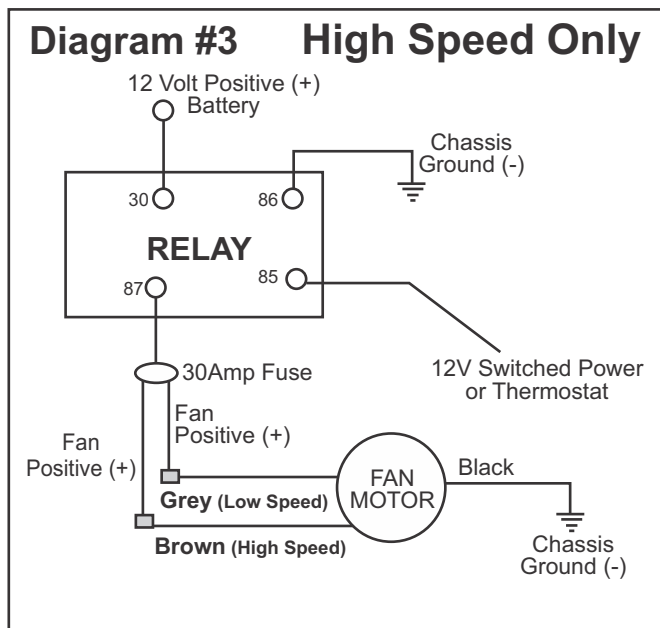 Diagram #3 High Speed Only
12 Volt Positive (+)
Battery
Chassis
Ground (-)
30
86
RELAY
87
85
30Amp Fuse
12V Switched Power
or Thermostat
Fan
Positive (+)
Fan
Positive (+)
FAN
MOTOR
Black
Grey (Low Speed)
Brown (High Speed)
Chassis
Ground (-)